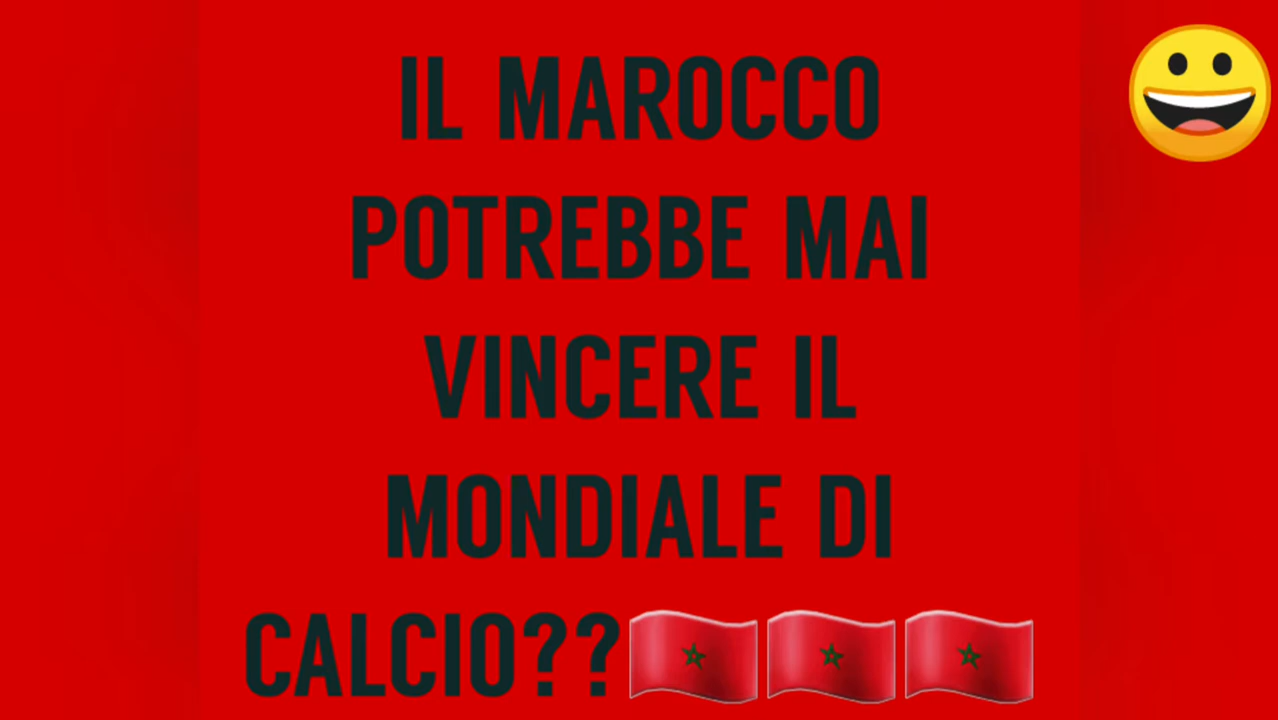 IL MAROCCO
POTREBBE MAI
VINCERE IL
MONDIALE DI
CALCIO??🇲🇦🇲🇦🇲🇦